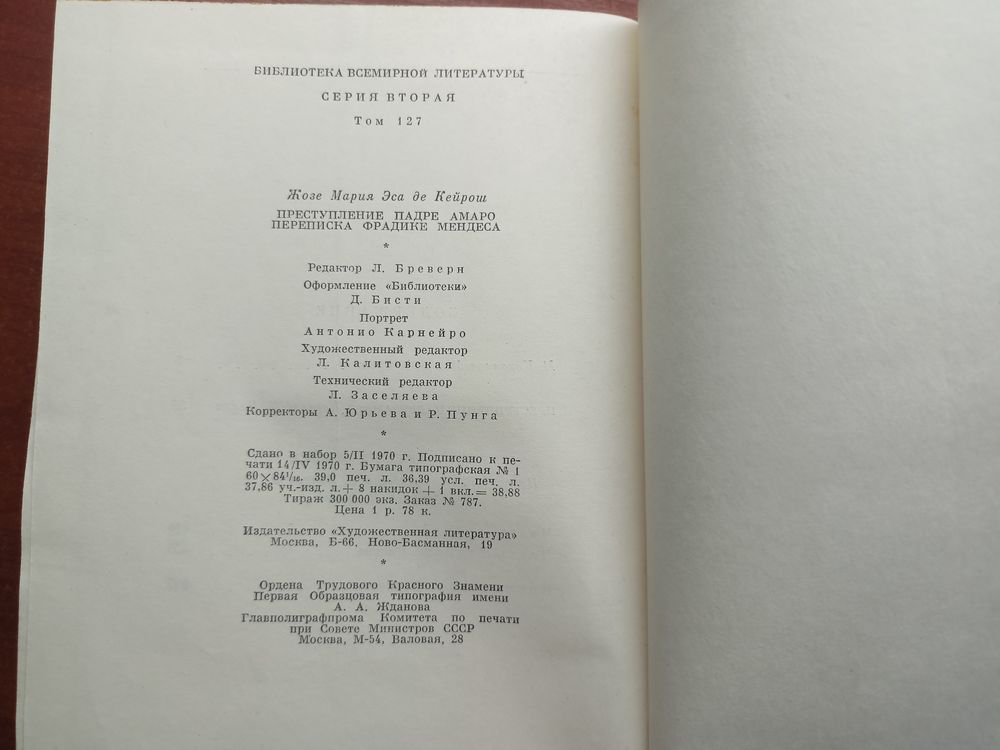 БИБЛИОТЕКА ВСЕМИРНОЙ ЛИТЕРАТУРЫ
СЕРИЯ ВТОРАЯ
Том 127
Жозе Мария Эса де Кейрош
ПРЕСТУПЛЕНИЕ ПАДРЕ АМАРО
ПЕРЕПИСКА ФРАДИКЕ МЕНДЕСА
*
Редактор Л. Бреверн
Оформление «Библиотеки»
Д. Бисти
Портрет
Антонио Карнейро
Художественный редактор
Л. Калитовская
Технический редактор
Л. Заселяева
Корректоры А. Юрьева и Р. Пунга
*
Сдано в набор 5/II 1970 г. Подписано к пе-
чати 14/IV 1970 г. Бумага типографская № 1
60×84¹/₁₆. 39,0 печ. л. 36,39 усл. печ. л.
37,86 уч.-изд. л. + 8 накидок + 1 вкл. = 38,88
Тираж 300 000 экз. Заказ № 787.
Цена 1 р. 78 к.
Издательство «Художественная литература»
Москва, Б-66, Ново-Басманная, 19
*
Ордена Трудового Красного Знамени
Первая Образцовая типография имени
А. А. Жданова
Главполиграфпрома Комитета по печати
при Совете Министров СССР
Москва, М-54, Валовая, 28